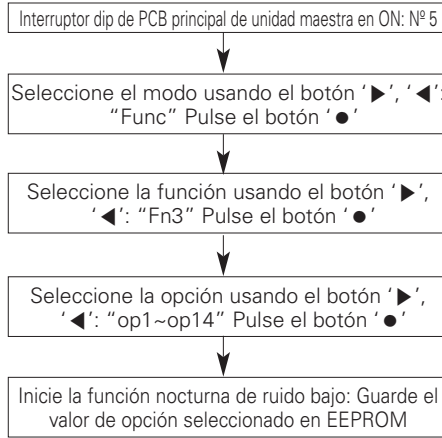 Interruptor dip de PCB principal de unidad maestra en ON: Nº 5
Seleccione el modo usando el botón ‘▶’, ‘◀’:
“Func” Pulse el botón ‘●’
Seleccione la función usando el botón ‘▶’,
‘◀’: “Fn3” Pulse el botón ‘●’
Seleccione la opción usando el botón ‘▶’,
‘◀’: “op1~op14” Pulse el botón ‘●’
Inicie la función nocturna de ruido bajo: Guarde el
valor de opción seleccionado en EEPROM